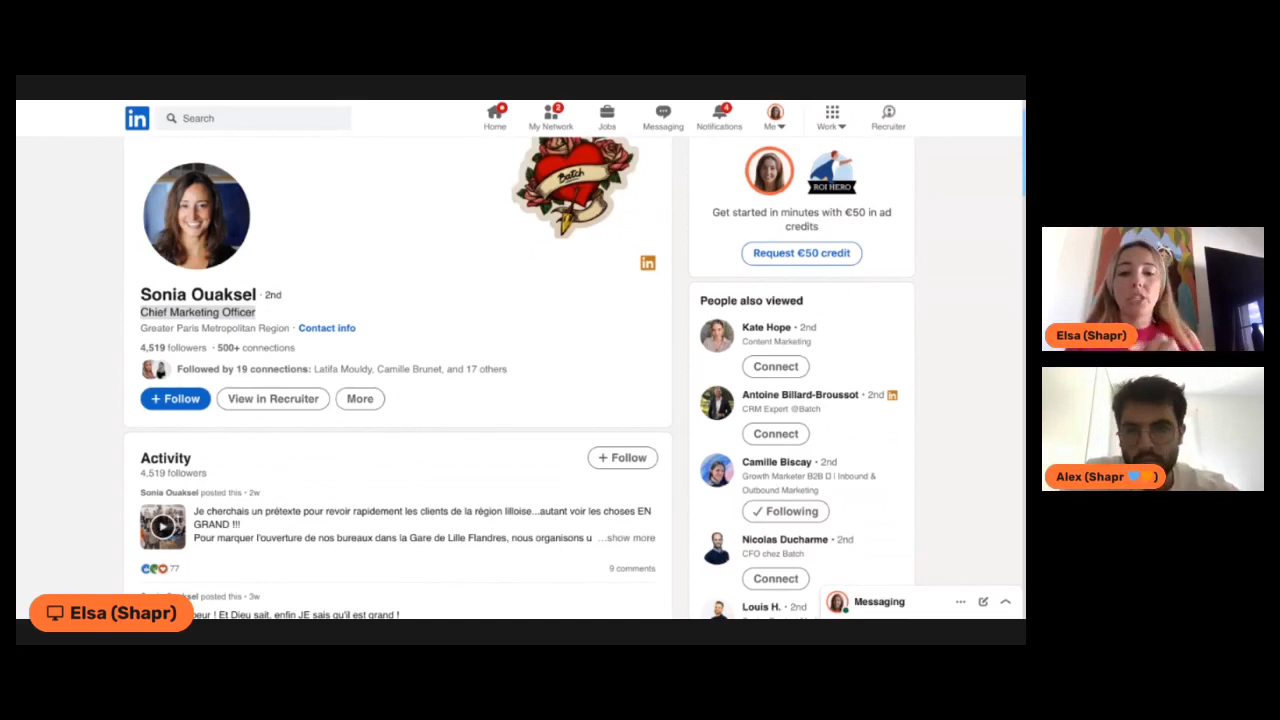 in
Search
Home
2
My Network
Jobs
Messaging
4
Notifications
Me
Work
Recruiter
Batch
in
Sonia Ouaksel · 2nd
Chief Marketing Officer
Greater Paris Metropolitan Region · Contact info
4,519 followers · 500+ connections
Followed by 19 connections: Latifa Mouldy, Camille Brunet, and 17 others
+ Follow
View in Recruiter
More
Activity
+ Follow
4,519 followers
Sonia Ouaksel posted this · 2w
Je cherchais un prétexte pour revoir rapidement les clients de la région lilloise...autant voir les choses EN
GRAND !!!
Pour marquer l'ouverture de nos bureaux dans la Gare de Lille Flandres, nous organisons u ...show more
77
9 comments
posted this · 3w
peur ! Et Dieu sait, enfin JE sais qu'il est grand !
Elsa (Shapr)
ROI HERO
Get started in minutes with €50 in ad
credits
Request €50 credit
People also viewed
Kate Hope · 2nd
Content Marketing
Connect
Antoine Billard-Broussot · 2nd in
CRM Expert @Batch
Connect
Camille Biscay · 2nd
Growth Marketer B2B | Inbound &
Outbound Marketing
✓ Following
Nicolas Ducharme · 2nd
CFO chez Batch
Connect
Louis H. · 2nd
Messaging
Elsa (Shapr)
Alex (Shapr 💙)